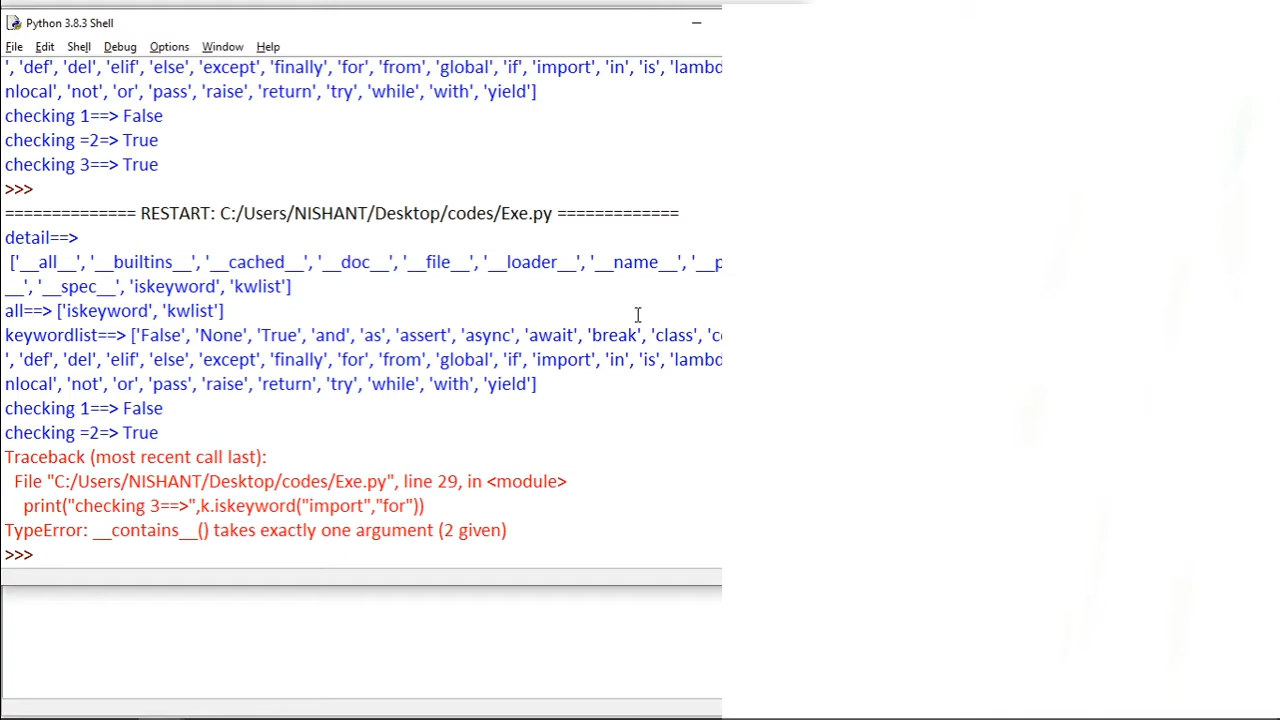 Python 3.8.3 Shell
File Edit Shell Debug Options Window Help
', 'def', 'del', 'elif', 'else', 'except', 'finally', 'for', 'from', 'global', 'if', 'import', 'in', 'is', 'lambd
nlocal', 'not', 'or', 'pass', 'raise', 'return', 'try', 'while', 'with', 'yield']
checking 1==> False
checking =2=> True
checking 3==> True
>>>
============== RESTART: C:/Users/NISHANT/Desktop/codes/Exe.py =============
detail==>
['__all__', '__builtins__', '__cached__', '__doc__', '__file__', '__loader__', '__name__', '__p
__', '__spec__', 'iskeyword', 'kwlist']
all==> ['iskeyword', 'kwlist']
keywordlist==> ['False', 'None', 'True', 'and', 'as', 'assert', 'async', 'await', 'break', 'class', 'c
', 'def', 'del', 'elif', 'else', 'except', 'finally', 'for', 'from', 'global', 'if', 'import', 'in', 'is', 'lambd
nlocal', 'not', 'or', 'pass', 'raise', 'return', 'try', 'while', 'with', 'yield']
checking 1==> False
checking =2=> True
Traceback (most recent call last):
File "C:/Users/NISHANT/Desktop/codes/Exe.py", line 29, in <module>
print("checking 3==>",k.iskeyword("import","for"))
TypeError: __contains__() takes exactly one argument (2 given)
>>>